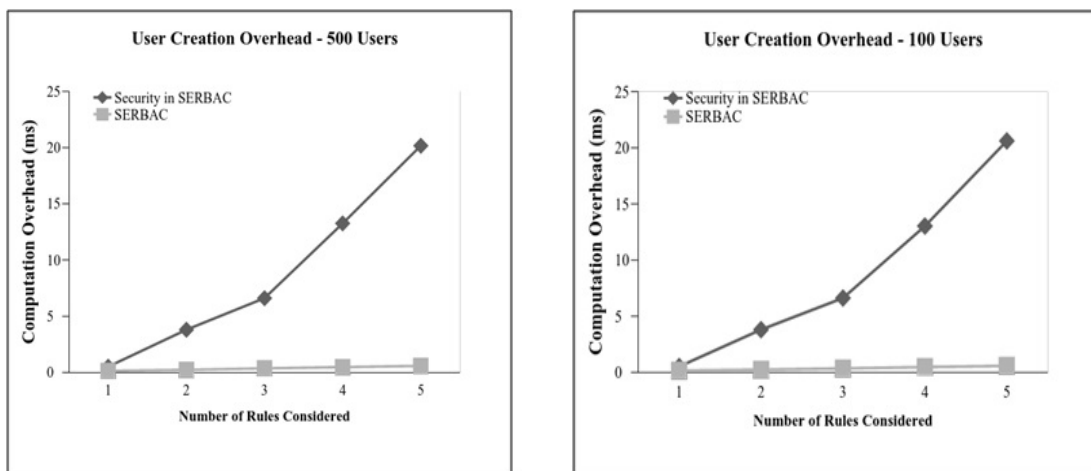 User Creation Overhead - 500 Users
25
20
15
10
5
0
Computation Overhead (ms)
Security in SERBAC
SERBAC
1 2 3 4 5
Number of Rules Considered
User Creation Overhead - 100 Users
25
20
15
10
5
0
Computation Overhead (ms)
Security in SERBAC
SERBAC
1 2 3 4 5
Number of Rules Considered